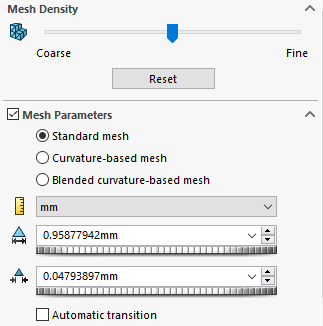 Mesh Density
Coarse Fine
Reset
Mesh Parameters
Standard mesh
Curvature-based mesh
Blended curvature-based mesh
mm
0.95877942mm
0.04793897mm
Automatic transition